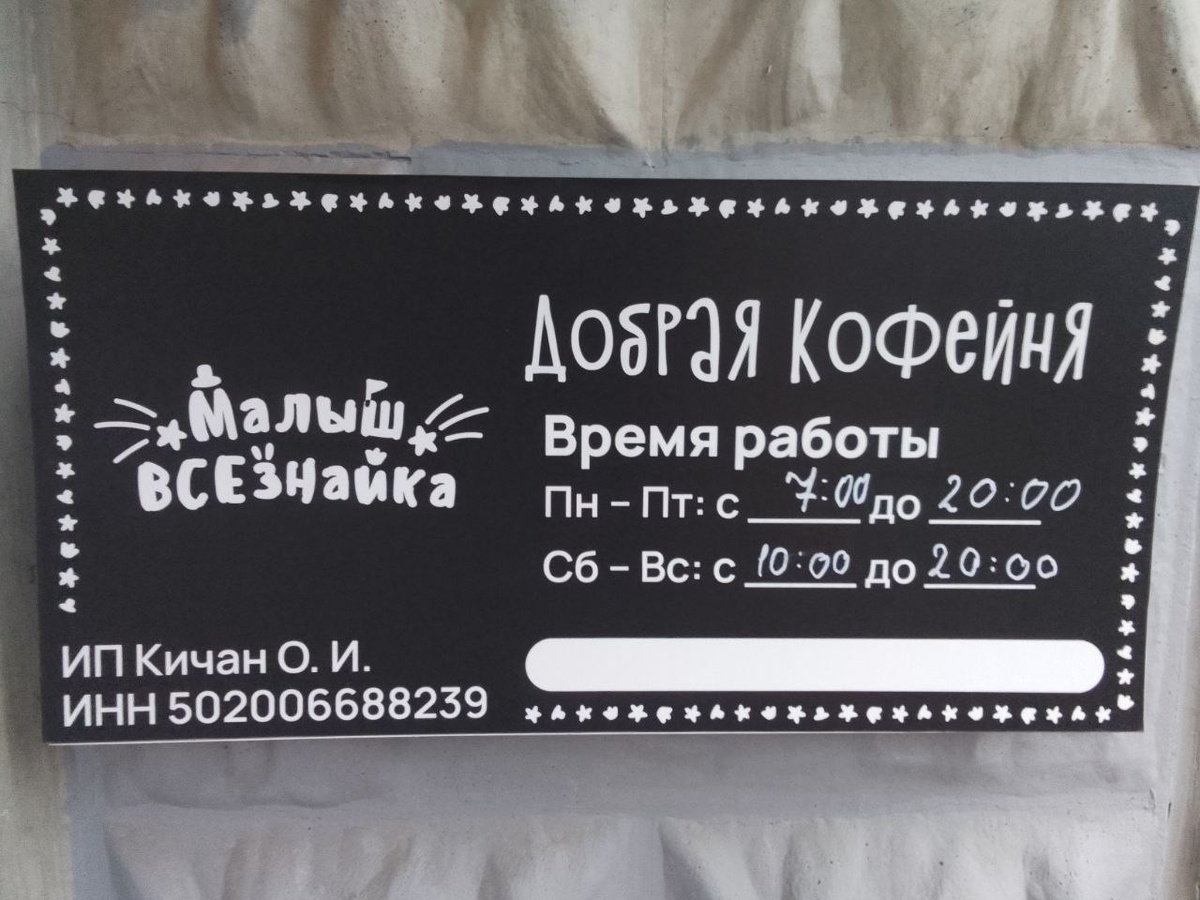 Малыш
ВСЕЗНайка
ДОБРАЯ КОФЕЙНЯ
Время работы
Пн – Пт: с 7:00 до 20:00
Сб – Вс: с 10:00 до 20:00
ИП Кичан О. И.
ИНН 502006688239